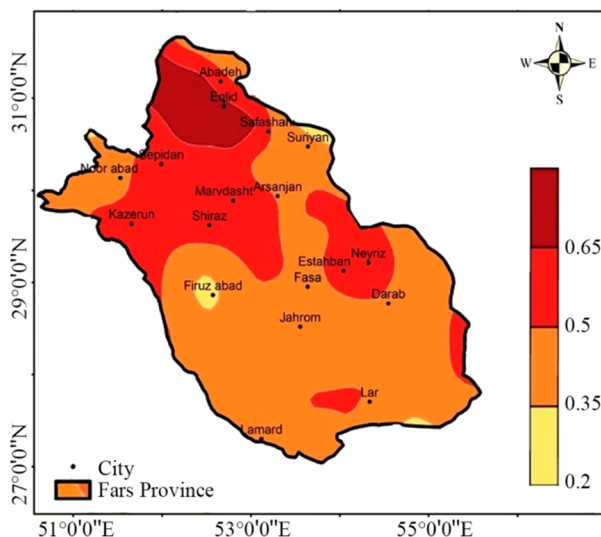 N
W E
S
31°0'0"N
29°0'0"N
27°0'0"N
Abadeh
Eqlid
Safashahr
Suriyan
Sepidan
Noor abad
Marvdasht
Arsanjan
Kazerun
Shiraz
Neyriz
Estahban
Fasa
Firuz abad
Darab
Jahrom
Lar
Lamard
0.65
0.5
0.35
0.2
City
Fars Province
51°0'0"E
53°0'0"E
55°0'0"E